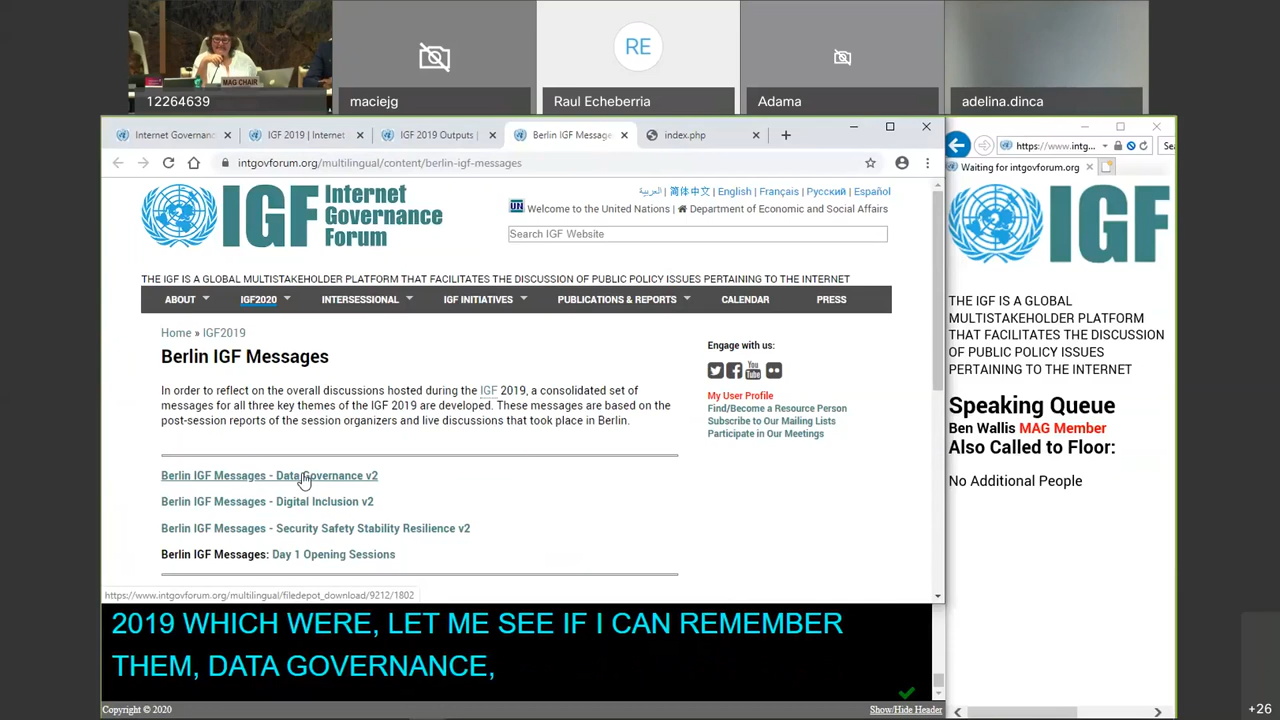 MAG CHAIR
12264639
maciejg
RE
Raul Echeberria
Adama
adelina.dinca
Internet Governanc
IGF 2019 | Internet
IGF 2019 Outputs |
Berlin IGF Message
index.php
intgovforum.org/multilingual/content/berlin-igf-messages
IGF
Internet
Governance
Forum
العربية | 简体中文 | English | Français | Русский | Español
UN Welcome to the United Nations | Department of Economic and Social Affairs
Search IGF Website
THE IGF IS A GLOBAL MULTISTAKEHOLDER PLATFORM THAT FACILITATES THE DISCUSSION OF PUBLIC POLICY ISSUES PERTAINING TO THE INTERNET
ABOUT IGF2020 INTERSESSIONAL IGF INITIATIVES PUBLICATIONS & REPORTS CALENDAR PRESS
Home » IGF2019
Berlin IGF Messages
In order to reflect on the overall discussions hosted during the IGF 2019, a consolidated set of
messages for all three key themes of the IGF 2019 are developed. These messages are based on the
post-session reports of the session organizers and live discussions that took place in Berlin.
Berlin IGF Messages - Data Governance v2
Berlin IGF Messages - Digital Inclusion v2
Berlin IGF Messages - Security Safety Stability Resilience v2
Berlin IGF Messages: Day 1 Opening Sessions
Engage with us:
You
Tube
My User Profile
Find/Become a Resource Person
Subscribe to Our Mailing Lists
Participate in Our Meetings
https://www.intgovforum.org/multilingual/filedepot_download/9212/1802
2019 WHICH WERE, LET ME SEE IF I CAN REMEMBER
THEM, DATA GOVERNANCE,
Copyright © 2020
Show/Hide Header
https://www.intg...
Sea
Waiting for intgovforum.org
IGF
THE IGF IS A GLOBAL
MULTISTAKEHOLDER PLATFORM
THAT FACILITATES THE DISCUSSION
OF PUBLIC POLICY ISSUES
PERTAINING TO THE INTERNET
Speaking Queue
Ben Wallis MAG Member
Also Called to Floor:
No Additional People
+26